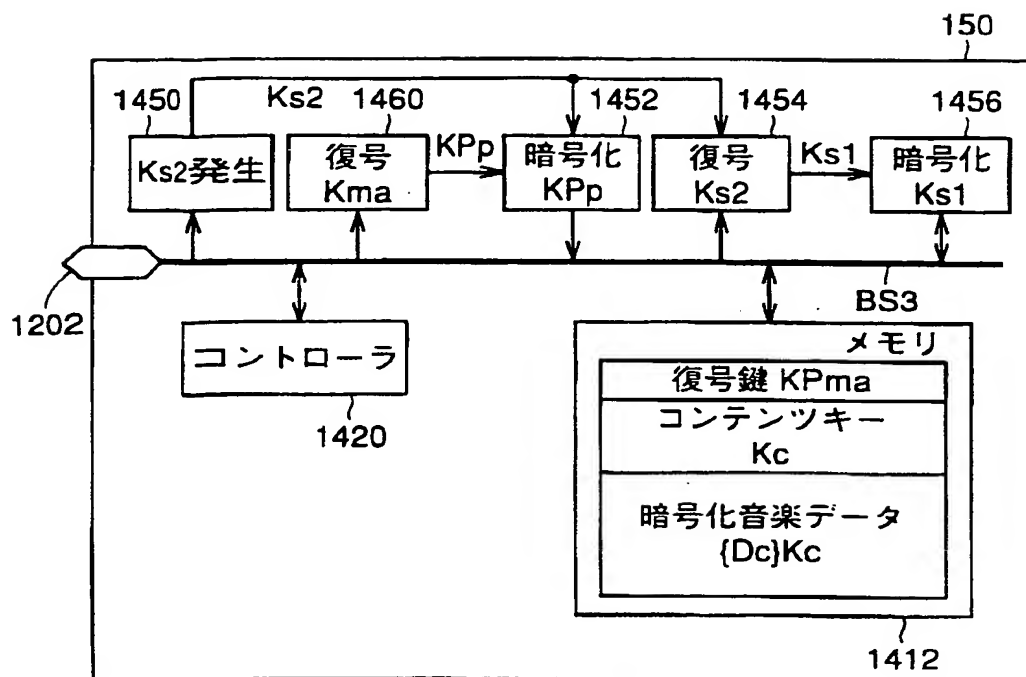 150
1450
Ks2
1460
1452
1454
1456
Ks2発生
復号
Kma
KPp
暗号化
KPp
復号
Ks2
Ks1
暗号化
Ks1
1202
BS3
コントローラ
1420
メモリ
復号鍵 KPma
コンテンツキー
Kc
暗号化音楽データ
{Dc}Kc
1412